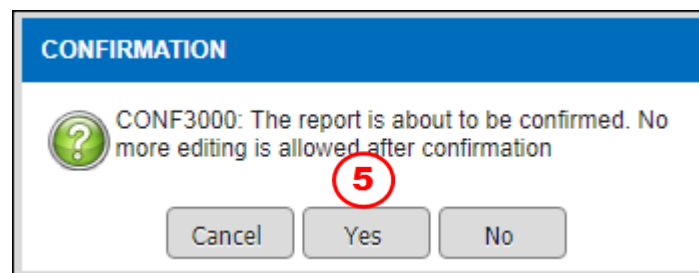 CONFIRMATION
CONF3000: The report is about to be confirmed. No
more editing is allowed after confirmation
5
Cancel Yes No